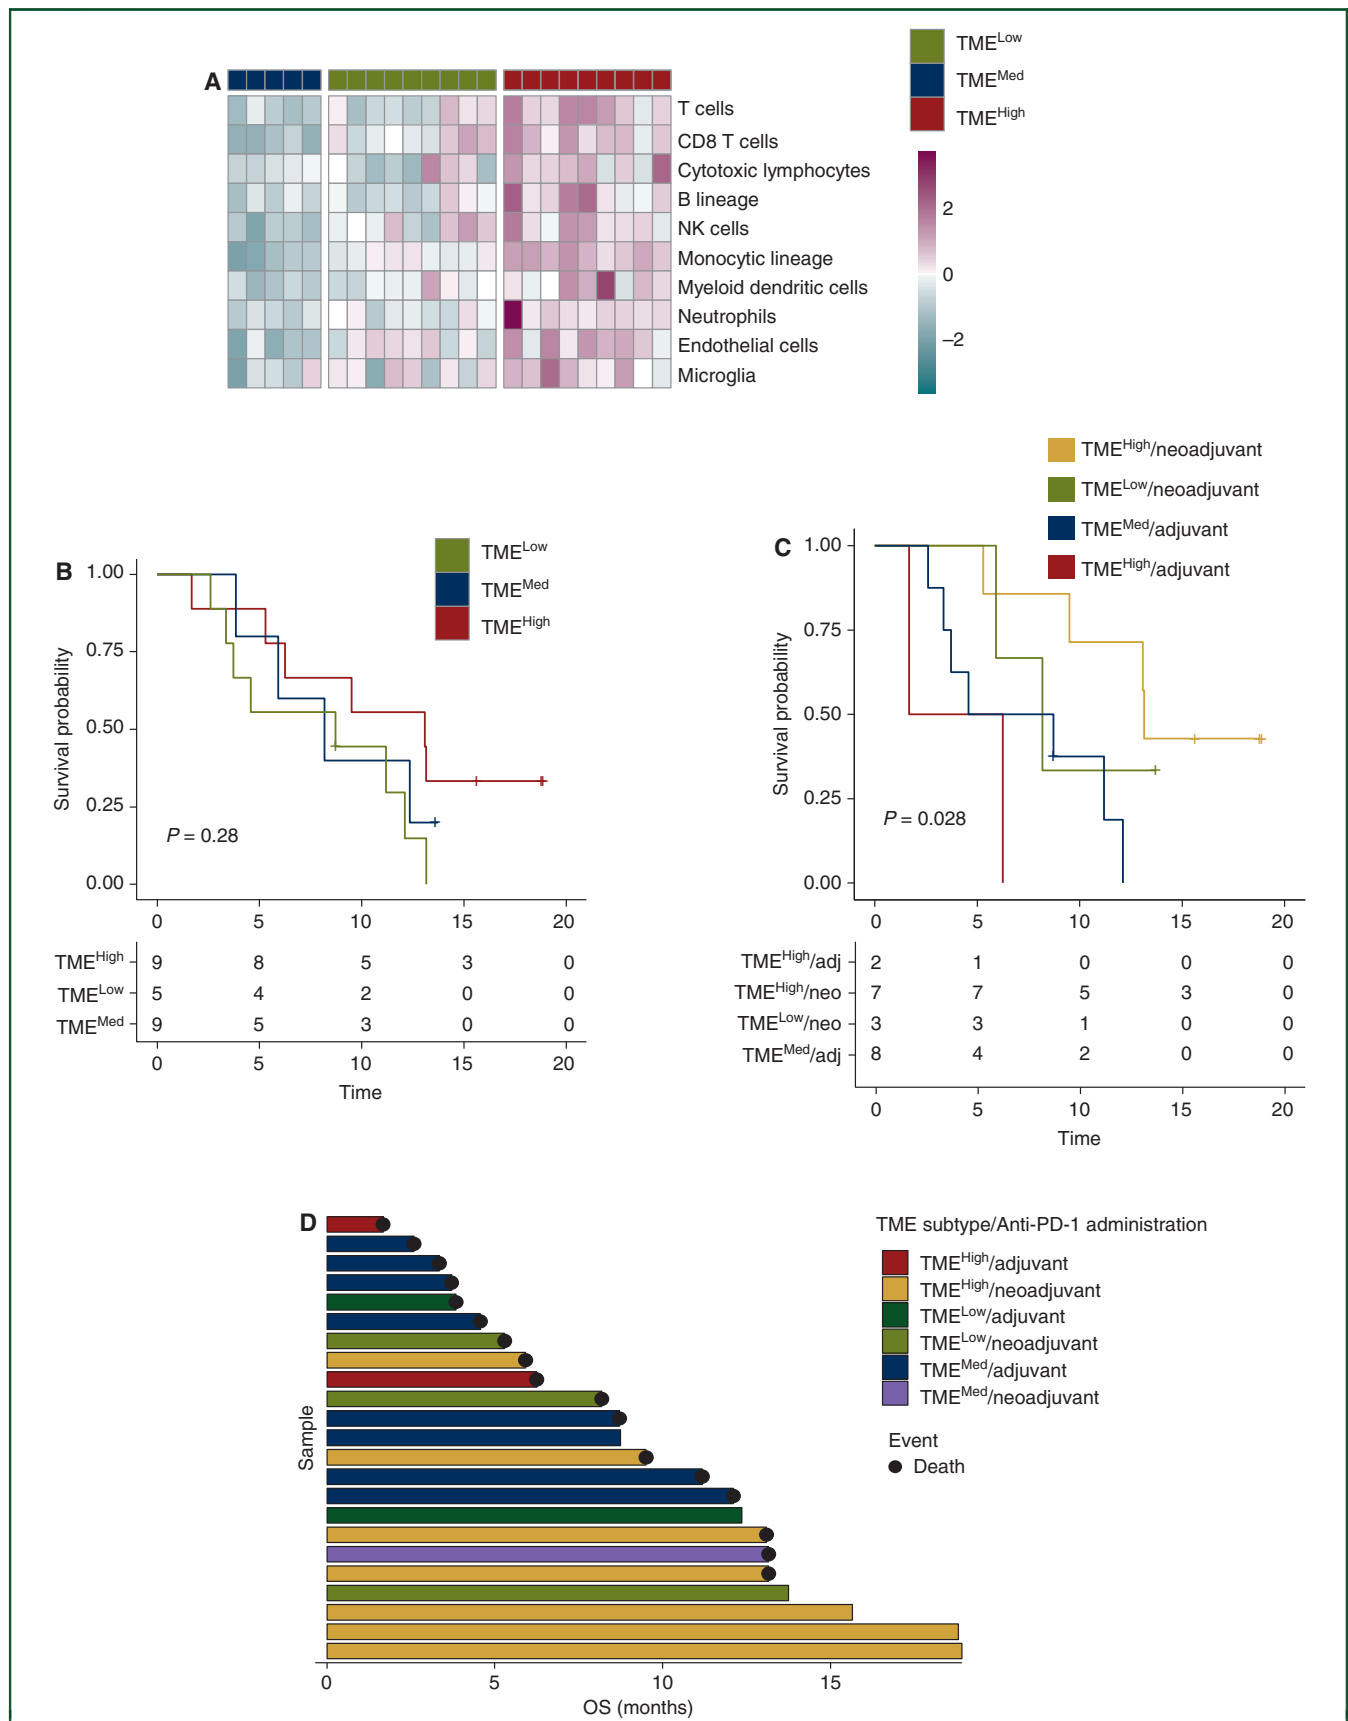 A
TME^Low
TME^Med
TME^High
T cells
CD8 T cells
Cytotoxic lymphocytes
B lineage
NK cells
Monocytic lineage
Myeloid dendritic cells
Neutrophils
Endothelial cells
Microglia
2
0
–2
B
TME^Low
TME^Med
TME^High
Survival probability
1.00
0.75
0.50
0.25
0.00
P = 0.28
0 5 10 15 20
TME^High 9 8 5 3 0
TME^Low 5 4 2 0 0
TME^Med 9 5 3 0 0
0 5 10 15 20
Time
C
TME^High/neoadjuvant
TME^Low/neoadjuvant
TME^Med/adjuvant
TME^High/adjuvant
Survival probability
1.00
0.75
0.50
0.25
0.00
P = 0.028
0 5 10 15 20
TME^High/adj 2 1 0 0 0
TME^High/neo 7 7 5 3 0
TME^Low/neo 3 3 1 0 0
TME^Med/adj 8 4 2 0 0
0 5 10 15 20
Time
D
Sample
0 5 10 15
OS (months)
TME subtype/Anti-PD-1 administration
TME^High/adjuvant
TME^High/neoadjuvant
TME^Low/adjuvant
TME^Low/neoadjuvant
TME^Med/adjuvant
TME^Med/neoadjuvant
Event
Death